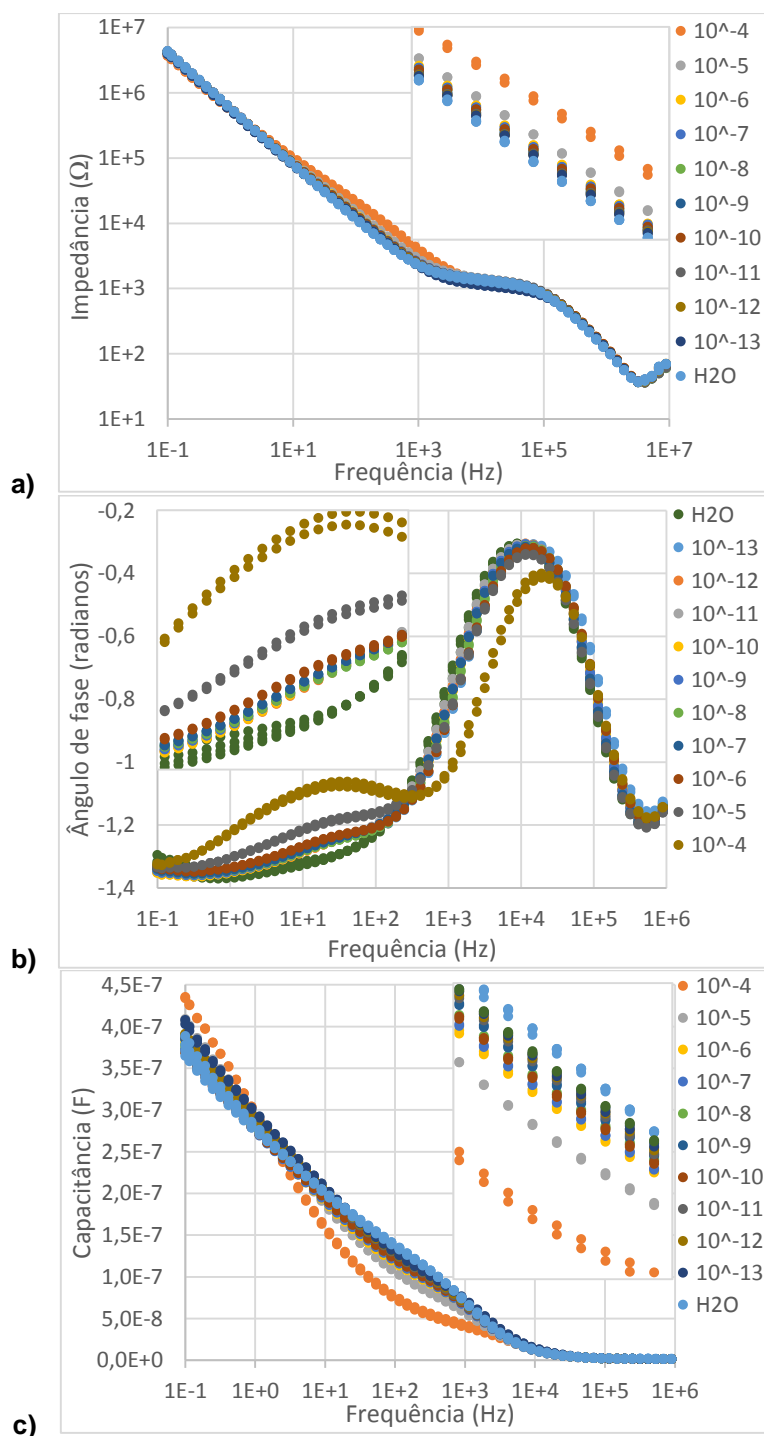 1E+7
1E+6
1E+5
1E+4
1E+3
1E+2
1E+1
Impedância (Ω)
1E-1
1E+1
1E+3
1E+5
1E+7
Frequência (Hz)
10^-4
10^-5
10^-6
10^-7
10^-8
10^-9
10^-10
10^-11
10^-12
10^-13
H2O
a)
-0,2
-0,4
-0,6
-0,8
-1
-1,2
-1,4
Ângulo de fase (radianos)
1E-1
1E+0
1E+1
1E+2
1E+3
1E+4
1E+5
1E+6
Frequência (Hz)
H2O
10^-13
10^-12
10^-11
10^-10
10^-9
10^-8
10^-7
10^-6
10^-5
10^-4
b)
4,5E-7
4,0E-7
3,5E-7
3,0E-7
2,5E-7
2,0E-7
1,5E-7
1,0E-7
5,0E-8
0,0E+0
Capacitância (F)
1E-1
1E+0
1E+1
1E+2
1E+3
1E+4
1E+5
1E+6
Frequência (Hz)
10^-4
10^-5
10^-6
10^-7
10^-8
10^-9
10^-10
10^-11
10^-12
10^-13
H2O
c)